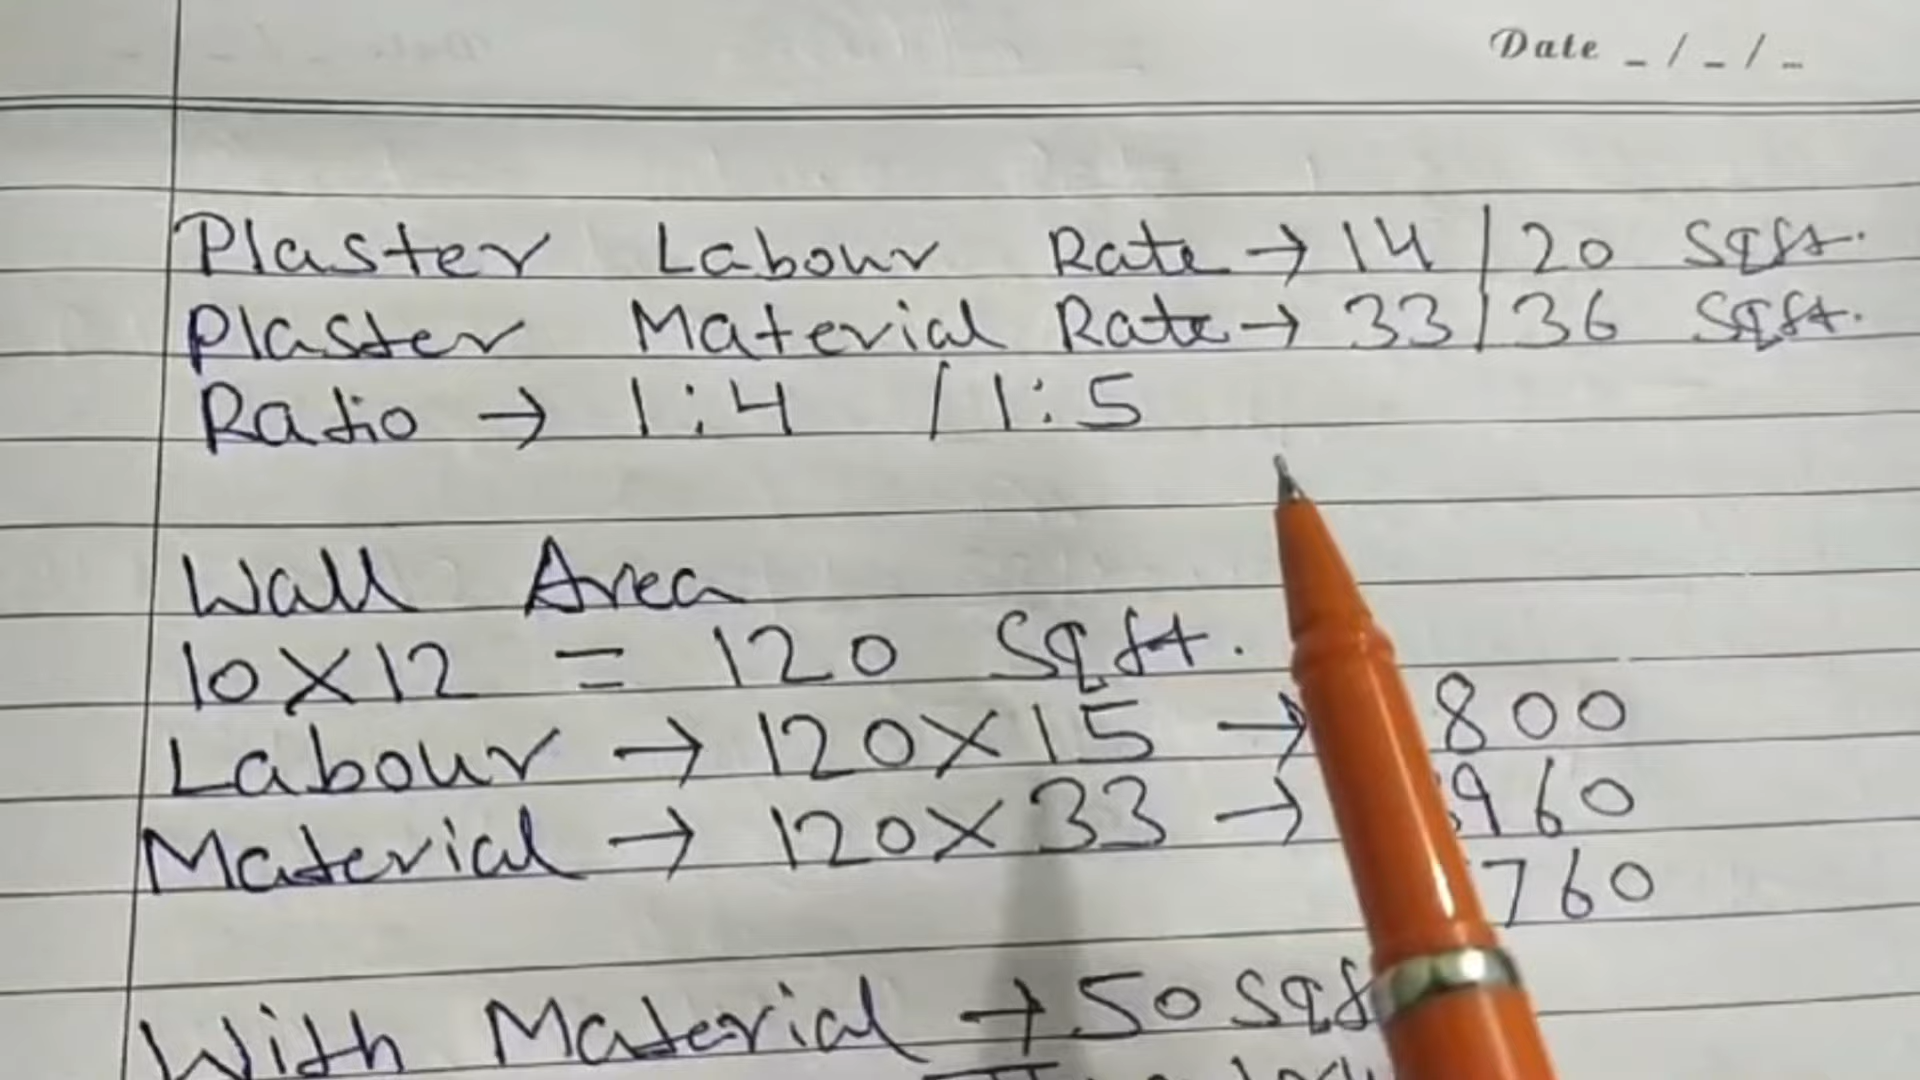 Date _ / _ / _
Plaster Labour Rate → 14 / 20 Sqft.
Plaster Material Rate → 33 / 36 Sqft.
Ratio → 1:4 / 1:5
Wall Area
10X12 = 120 Sqft.
Labour → 120X15 → 800
Material → 120X33 → 960
760
With Material → 50 Sqf